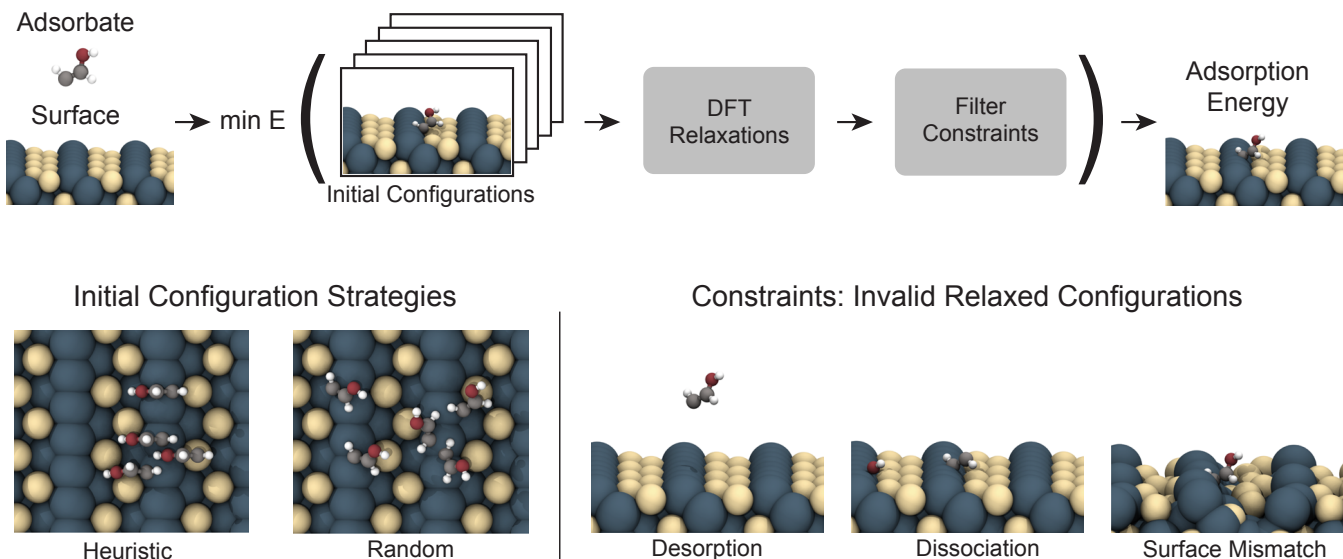 Adsorbate
Surface
min E
Initial Configurations
DFT
Relaxations
Filter
Constraints
Adsorption
Energy
Initial Configuration Strategies
Heuristic
Random
Constraints: Invalid Relaxed Configurations
Desorption
Dissociation
Surface Mismatch